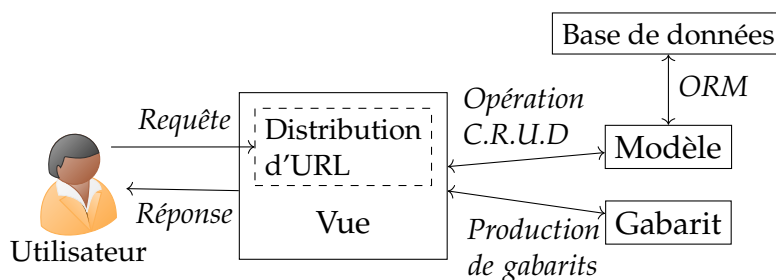 Base de données
Opération
C.R.U.D
ORM
Requête
Distribution
d'URL
Modèle
Réponse
Vue
Production
de gabarits
Gabarit
Utilisateur